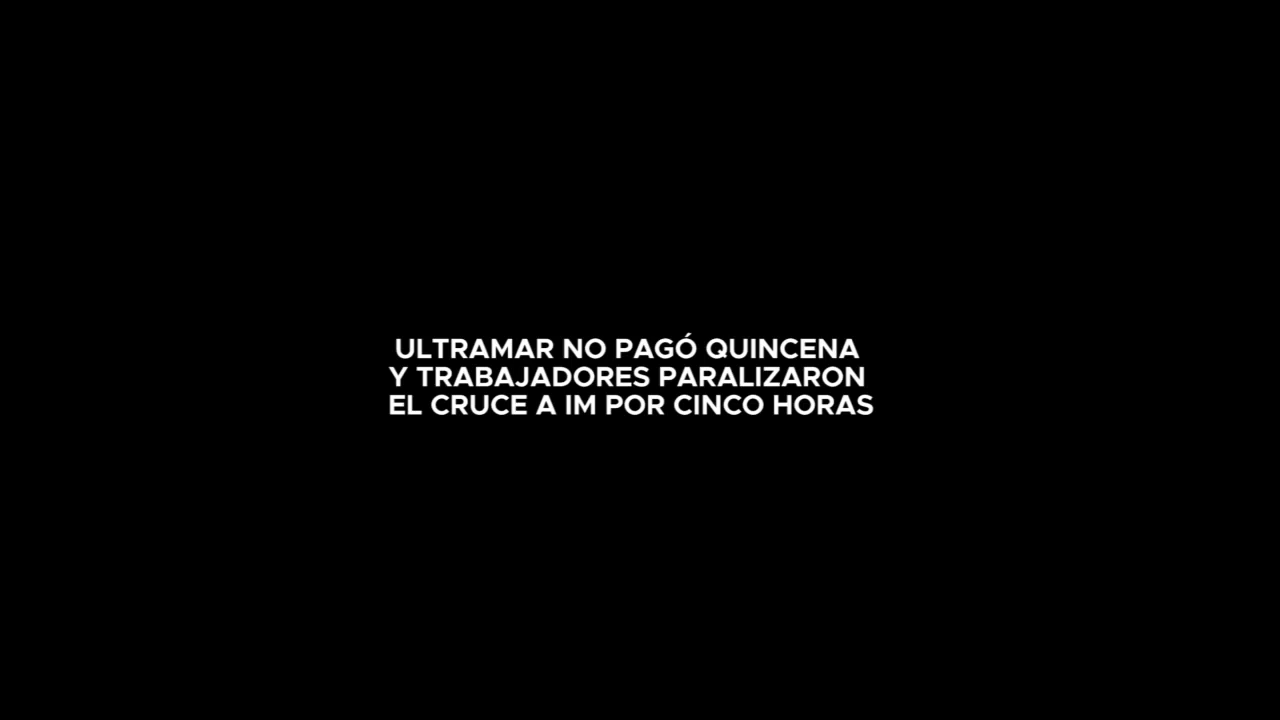 ULTRAMAR NO PAGÓ QUINCENA
Y TRABAJADORES PARALIZARON
EL CRUCE A IM POR CINCO HORAS